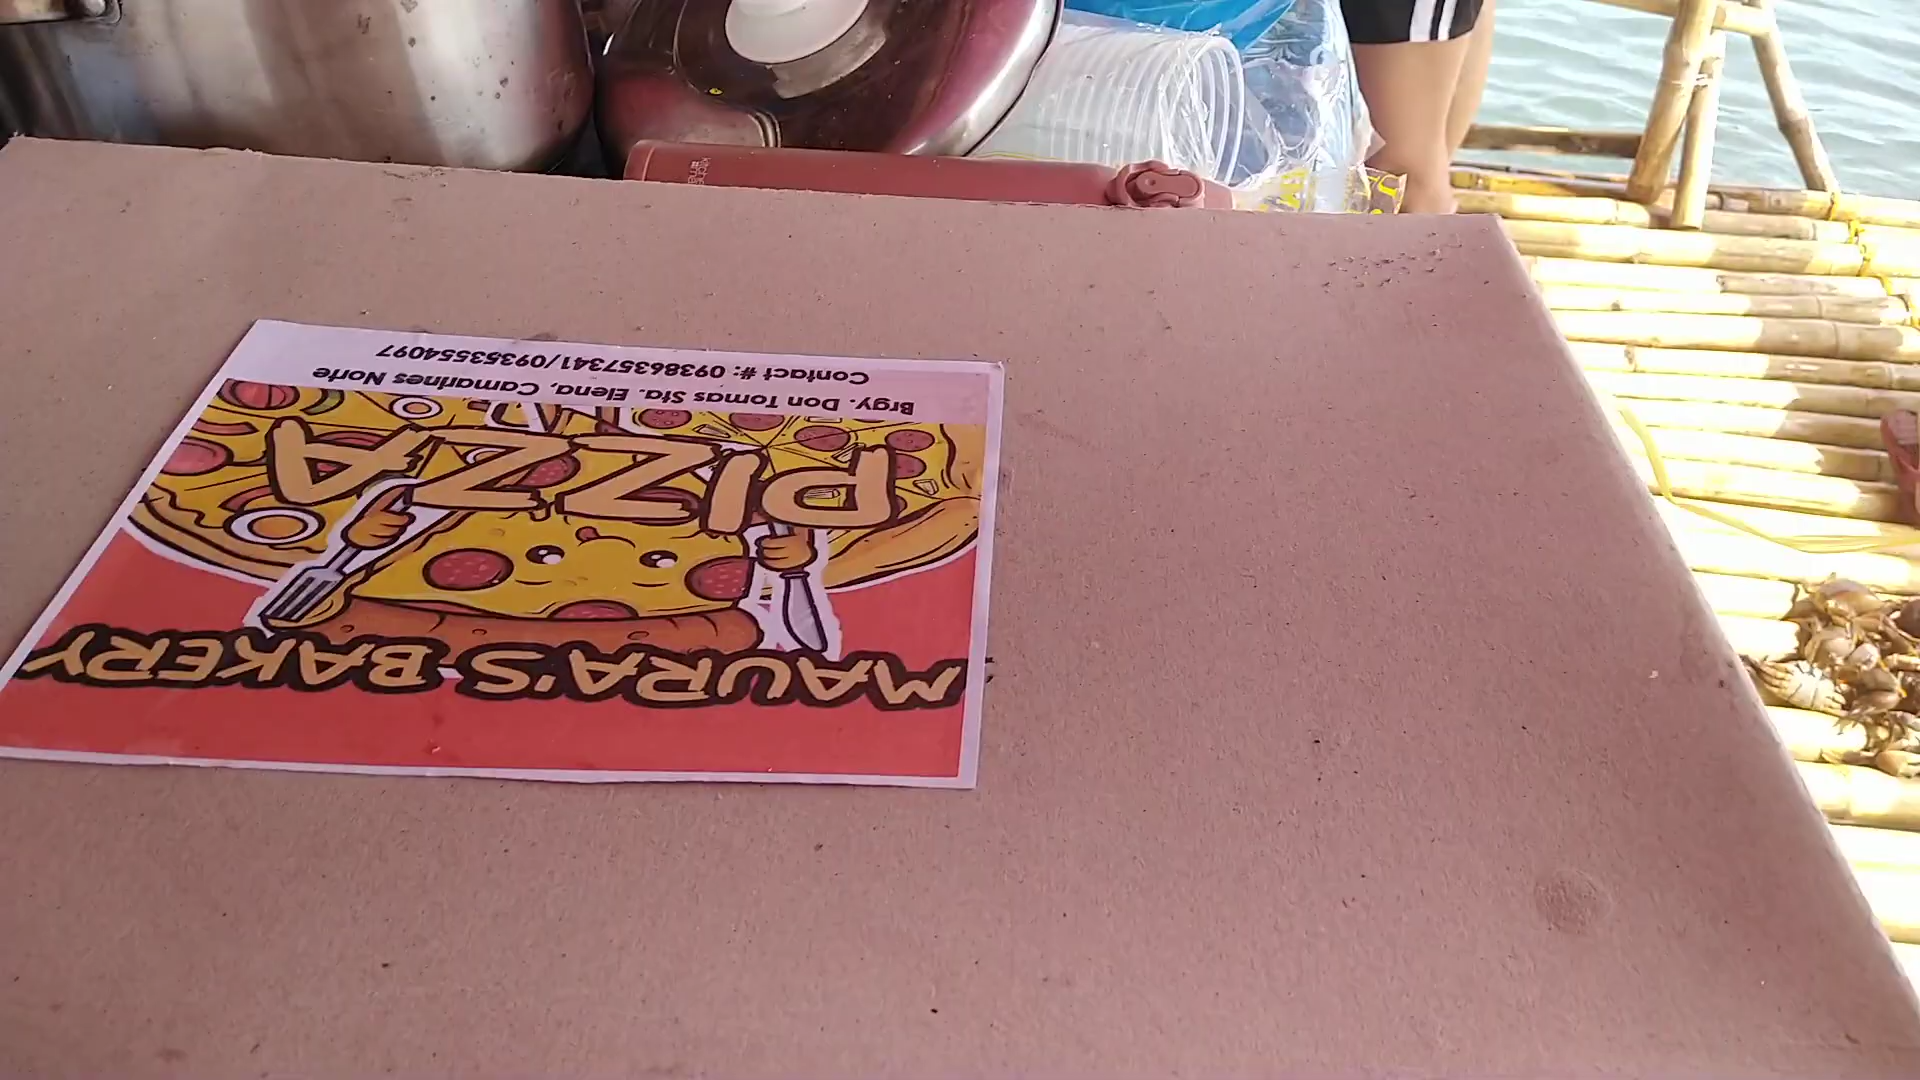 MAURA'S BAKERY
PIZZA
Brgy. Don Tomas Sta. Elena, Camarines Norte
Contact #: 09386357341/09353554097